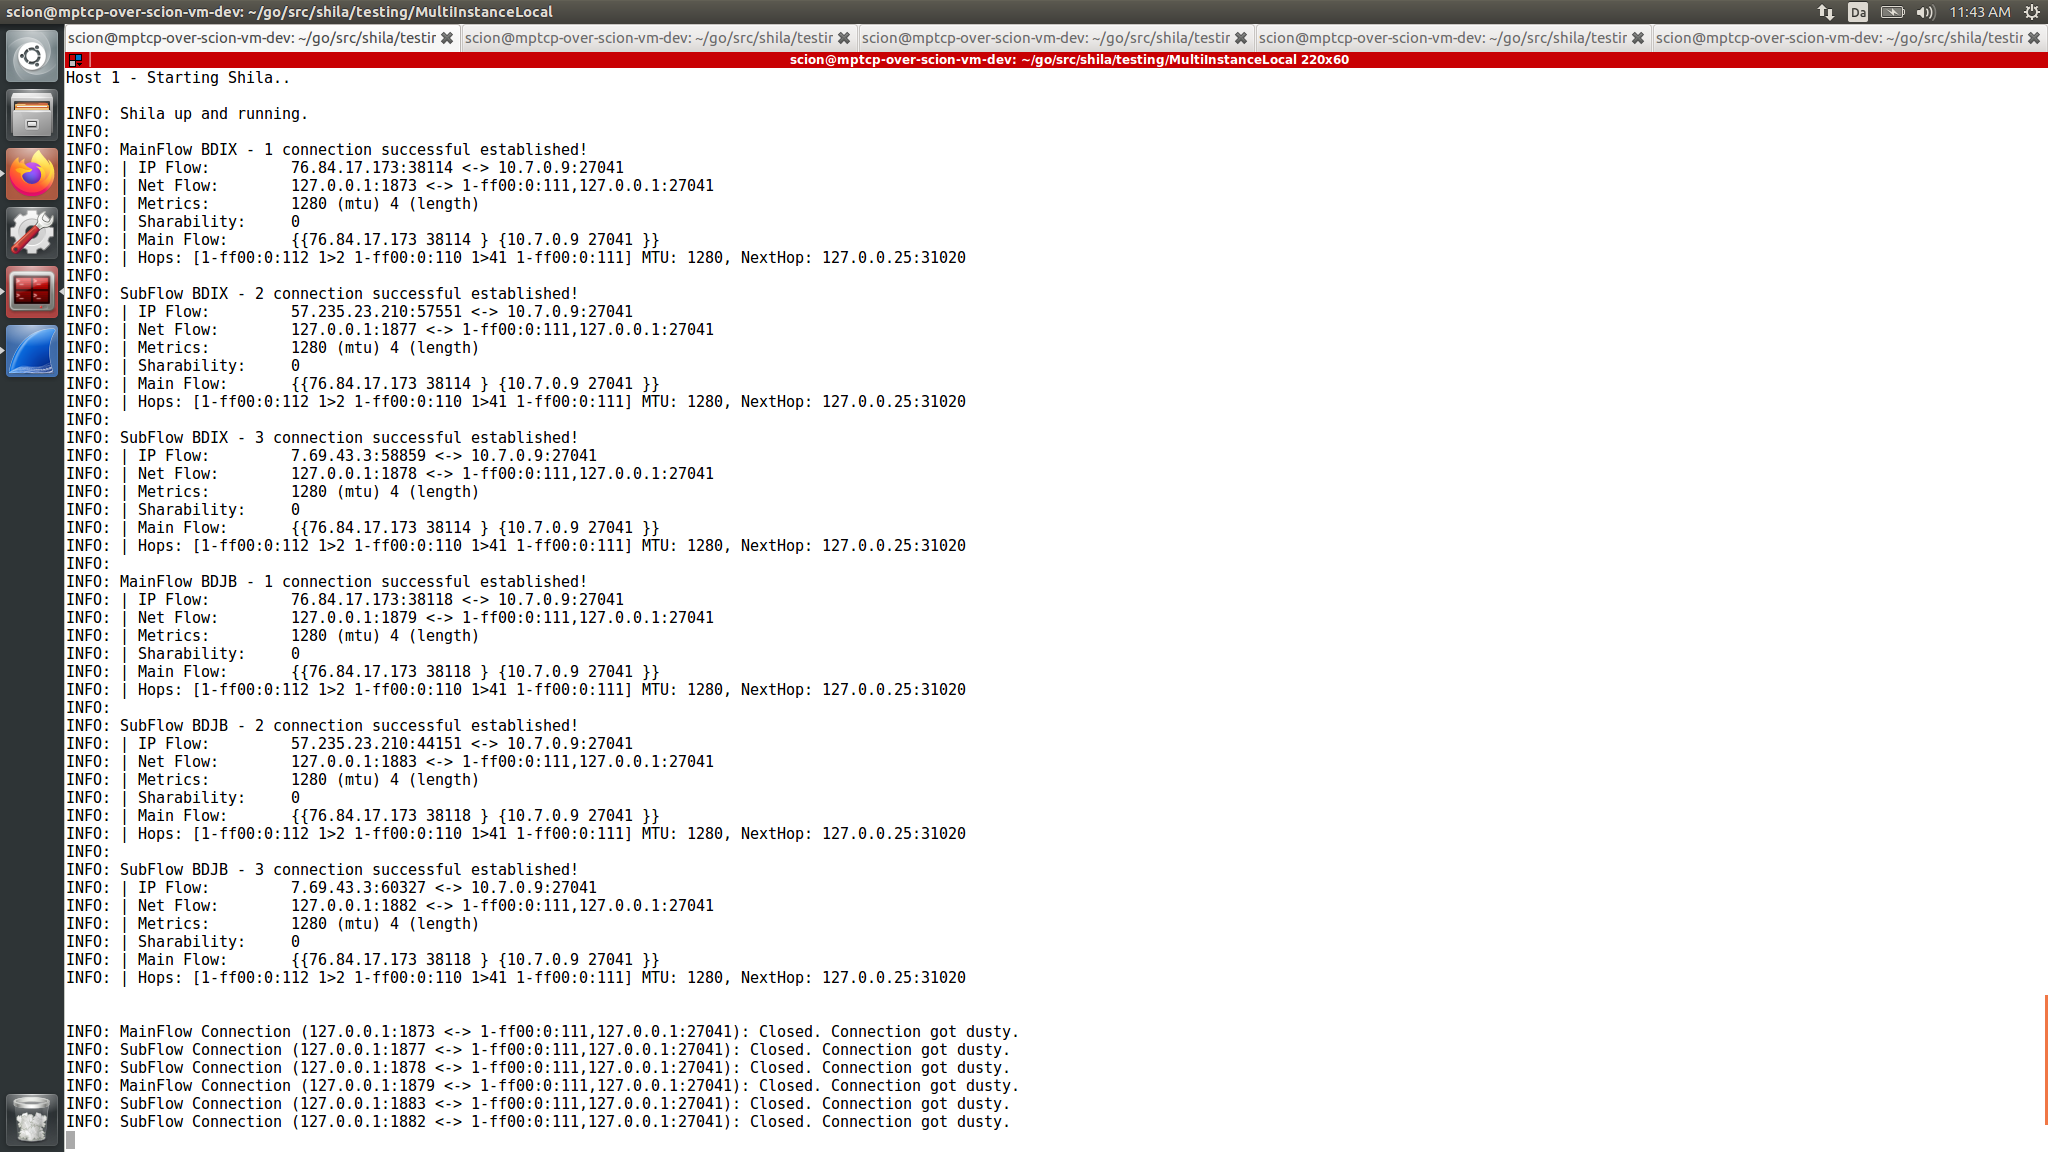 scion@mptcp-over-scion-vm-dev: ~/go/src/shila/testing/MultiInstanceLocal
Da
11:43 AM
scion@mptcp-over-scion-vm-dev: ~/go/src/shila/testir
scion@mptcp-over-scion-vm-dev: ~/go/src/shila/testir
scion@mptcp-over-scion-vm-dev: ~/go/src/shila/testir
scion@mptcp-over-scion-vm-dev: ~/go/src/shila/testir
scion@mptcp-over-scion-vm-dev: ~/go/src/shila/testir
scion@mptcp-over-scion-vm-dev: ~/go/src/shila/testing/MultiInstanceLocal 220x60
Host 1 - Starting Shila..
INFO: Shila up and running.
INFO:
INFO: MainFlow BDIX - 1 connection successful established!
INFO: | IP Flow: 76.84.17.173:38114 <-> 10.7.0.9:27041
INFO: | Net Flow: 127.0.0.1:1873 <-> 1-ff00:0:111,127.0.0.1:27041
INFO: | Metrics: 1280 (mtu) 4 (length)
INFO: | Sharability: 0
INFO: | Main Flow: {{76.84.17.173 38114 } {10.7.0.9 27041 }}
INFO: | Hops: [1-ff00:0:112 1>2 1-ff00:0:110 1>41 1-ff00:0:111] MTU: 1280, NextHop: 127.0.0.25:31020
INFO:
INFO: SubFlow BDIX - 2 connection successful established!
INFO: | IP Flow: 57.235.23.210:57551 <-> 10.7.0.9:27041
INFO: | Net Flow: 127.0.0.1:1877 <-> 1-ff00:0:111,127.0.0.1:27041
INFO: | Metrics: 1280 (mtu) 4 (length)
INFO: | Sharability: 0
INFO: | Main Flow: {{76.84.17.173 38114 } {10.7.0.9 27041 }}
INFO: | Hops: [1-ff00:0:112 1>2 1-ff00:0:110 1>41 1-ff00:0:111] MTU: 1280, NextHop: 127.0.0.25:31020
INFO:
INFO: SubFlow BDIX - 3 connection successful established!
INFO: | IP Flow: 7.69.43.3:58859 <-> 10.7.0.9:27041
INFO: | Net Flow: 127.0.0.1:1878 <-> 1-ff00:0:111,127.0.0.1:27041
INFO: | Metrics: 1280 (mtu) 4 (length)
INFO: | Sharability: 0
INFO: | Main Flow: {{76.84.17.173 38114 } {10.7.0.9 27041 }}
INFO: | Hops: [1-ff00:0:112 1>2 1-ff00:0:110 1>41 1-ff00:0:111] MTU: 1280, NextHop: 127.0.0.25:31020
INFO:
INFO: MainFlow BDJB - 1 connection successful established!
INFO: | IP Flow: 76.84.17.173:38118 <-> 10.7.0.9:27041
INFO: | Net Flow: 127.0.0.1:1879 <-> 1-ff00:0:111,127.0.0.1:27041
INFO: | Metrics: 1280 (mtu) 4 (length)
INFO: | Sharability: 0
INFO: | Main Flow: {{76.84.17.173 38118 } {10.7.0.9 27041 }}
INFO: | Hops: [1-ff00:0:112 1>2 1-ff00:0:110 1>41 1-ff00:0:111] MTU: 1280, NextHop: 127.0.0.25:31020
INFO:
INFO: SubFlow BDJB - 2 connection successful established!
INFO: | IP Flow: 57.235.23.210:44151 <-> 10.7.0.9:27041
INFO: | Net Flow: 127.0.0.1:1883 <-> 1-ff00:0:111,127.0.0.1:27041
INFO: | Metrics: 1280 (mtu) 4 (length)
INFO: | Sharability: 0
INFO: | Main Flow: {{76.84.17.173 38118 } {10.7.0.9 27041 }}
INFO: | Hops: [1-ff00:0:112 1>2 1-ff00:0:110 1>41 1-ff00:0:111] MTU: 1280, NextHop: 127.0.0.25:31020
INFO:
INFO: SubFlow BDJB - 3 connection successful established!
INFO: | IP Flow: 7.69.43.3:60327 <-> 10.7.0.9:27041
INFO: | Net Flow: 127.0.0.1:1882 <-> 1-ff00:0:111,127.0.0.1:27041
INFO: | Metrics: 1280 (mtu) 4 (length)
INFO: | Sharability: 0
INFO: | Main Flow: {{76.84.17.173 38118 } {10.7.0.9 27041 }}
INFO: | Hops: [1-ff00:0:112 1>2 1-ff00:0:110 1>41 1-ff00:0:111] MTU: 1280, NextHop: 127.0.0.25:31020
INFO: MainFlow Connection (127.0.0.1:1873 <-> 1-ff00:0:111,127.0.0.1:27041): Closed. Connection got dusty.
INFO: SubFlow Connection (127.0.0.1:1877 <-> 1-ff00:0:111,127.0.0.1:27041): Closed. Connection got dusty.
INFO: SubFlow Connection (127.0.0.1:1878 <-> 1-ff00:0:111,127.0.0.1:27041): Closed. Connection got dusty.
INFO: MainFlow Connection (127.0.0.1:1879 <-> 1-ff00:0:111,127.0.0.1:27041): Closed. Connection got dusty.
INFO: SubFlow Connection (127.0.0.1:1883 <-> 1-ff00:0:111,127.0.0.1:27041): Closed. Connection got dusty.
INFO: SubFlow Connection (127.0.0.1:1882 <-> 1-ff00:0:111,127.0.0.1:27041): Closed. Connection got dusty.